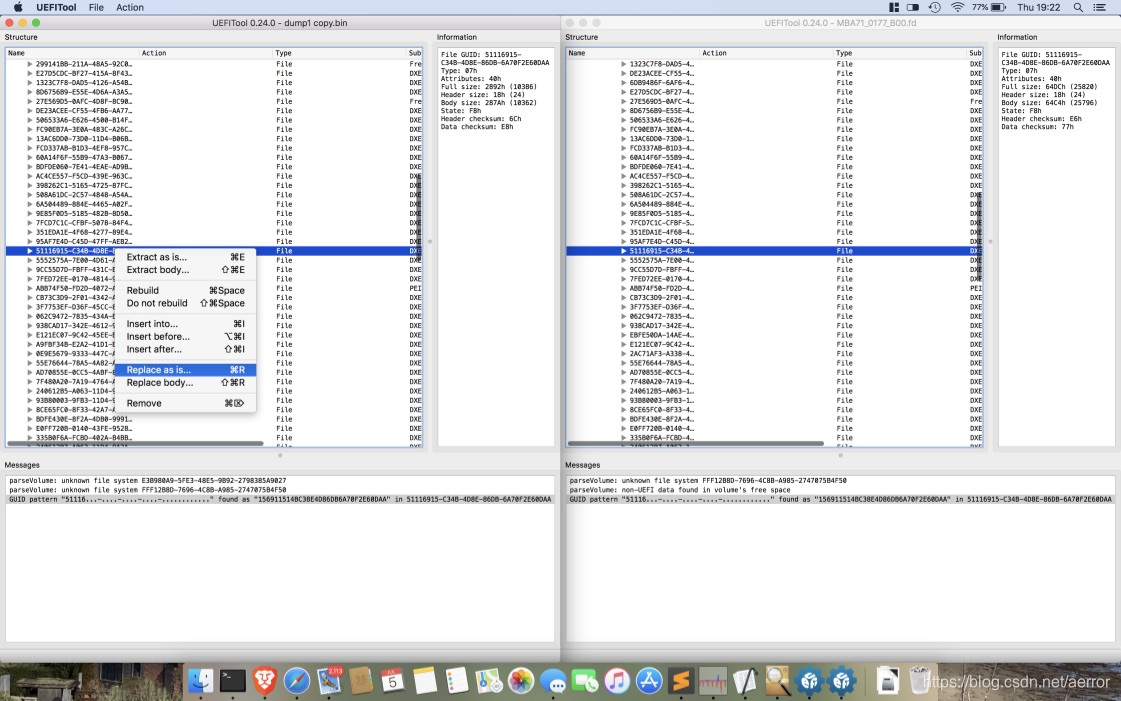 UEFITool File Action 77% Thu 19:22
UEFITool 0.24.0 - dump1 copy.bin
Structure
Information
Name Action Type Sub
299141BB-211A-48A5-92C0… File Fre
E27D5CDC-BF27-415A-BF43… File DXE
1323C7F8-DAD5-4126-A54B… File DXE
8D6756B9-E55E-4D6A-A3A5… File DXE
27E569D5-0AFC-4D8F-8C90… File Fre
DE23ACEE-CF55-4FB6-AA77… File DXE
506533A6-E626-4500-B14F… File DXE
FC90EB7A-3E0A-483C-A26C… File DXE
13AC6DD0-73D0-11D4-B06B… File DXE
FCD337AB-B1D3-4EF8-957C… File DXE
60A14F6F-55B9-47A3-B067… File DXE
BDFDE060-7E41-4EAE-AD9B… File DXE
AC4CE557-F5CD-439E-963C… File DXE
398262C1-5165-4725-B7FC… File DXE
508A61DC-2C57-4848-A54A… File DXE
6A504489-884E-4465-A02F… File DXE
9E85F0D5-5185-482B-8D50… File DXE
7FCD7C1C-CFBF-5078-84F4… File DXE
351EDA1E-4F68-4277-89E4… File DXE
95AF7E4D-C45D-47FF-AEB2… File DXE
51116915-C34B-4D8E- File DXE
5552575A-7E00-4D61-A File DXE
9CC55D7D-FBFF-431C-B File DXE
7FED72EE-0170-4814-9 File DXE
ABB74F50-FD2D-4072-A File PEI
CB73C3D9-2F01-4342-A File DXE
3F7753EF-D36F-45CC-8 File DXE
062C9472-7835-434A-B File DXE
938CAD17-342E-4612-9 File DXE
E121EC07-9C42-45EE-B File DXE
A9FBF34B-E2A2-41D1-B File DXE
0E9E5679-9333-447C-A File DXE
55E76644-78A5-4A82-A File DXE
AD70855E-0CC5-4ABF-8 File DXE
7F480A20-7A19-4764-A File DXE
240612B5-A063-11D4-9 File DXE
93B80003-9FB3-11D4-9 File DXE
8CE65FC0-8F33-42A7-A File DXE
BDFE430E-8F2A-4DB0-9991… File DXE
E0FF720B-0140-43FE-952B… File DXE
335B0F6A-FCBD-402A-B4BB… File DXE
Extract as is... ⌘E
Extract body... ⇧⌘E
Rebuild ⌘Space
Do not rebuild ⇧⌘Space
Insert into... ⌘I
Insert before... ⌥⌘I
Insert after... ⇧⌘I
Replace as is... ⌘R
Replace body... ⇧⌘R
Remove ⌘⌦
File GUID: 51116915-
C34B-4D8E-86DB-6A70F2E60DAA
Type: 07h
Attributes: 40h
Full size: 2892h (10386)
Header size: 18h (24)
Body size: 287Ah (10362)
State: F8h
Header checksum: 6Ch
Data checksum: E8h
Messages
parseVolume: unknown file system E3B980A9-5FE3-48E5-9B92-2798385A9027
parseVolume: unknown file system FFF12B8D-7696-4C8B-A985-2747075B4F50
GUID pattern "51116...-....-....-....-............" found as "156911514BC38E4D86DB6A70F2E60DAA" in 51116915-C34B-4D8E-86DB-6A70F2E60DAA
UEFITool 0.24.0 - MBA71_0177_B00.fd
Structure
Information
Name Action Type Sub
1323C7F8-DAD5-4… File DXE
DE23ACEE-CF55-4… File DXE
6DB9486F-6AF6-4… File DXE
E27D5CDC-BF27-4… File DXE
27E569D5-0AFC-4… File Fre
8D6756B9-E55E-4… File DXE
506533A6-E626-4… File DXE
FC90EB7A-3E0A-4… File DXE
13AC6DD0-73D0-1… File DXE
FCD337AB-B1D3-4… File DXE
60A14F6F-55B9-4… File DXE
BDFDE060-7E41-4… File DXE
AC4CE557-F5CD-4… File DXE
398262C1-5165-4… File DXE
508A61DC-2C57-4… File DXE
6A504489-884E-4… File DXE
9E85F0D5-5185-4… File DXE
7FCD7C1C-CFBF-5… File DXE
351EDA1E-4F68-4… File DXE
95AF7E4D-C45D-4… File DXE
51116915-C34B-4… File DXE
5552575A-7E00-4… File DXE
9CC55D7D-FBFF-4… File DXE
7FED72EE-0170-4… File DXE
ABB74F50-FD2D-4… File PEI
CB73C3D9-2F01-4… File DXE
3F7753EF-D36F-4… File DXE
062C9472-7835-4… File DXE
938CAD17-342E-4… File DXE
EBFE50DA-14AE-4… File DXE
E121EC07-9C42-4… File DXE
2AC71AF3-A338-4… File DXE
55E76644-78A5-4… File DXE
AD70855E-0CC5-4… File DXE
7F480A20-7A19-4… File DXE
240612B5-A063-1… File DXE
93B80003-9FB3-1… File DXE
8CE65FC0-8F33-4… File DXE
BDFE430E-8F2A-4… File DXE
E0FF720B-0140-4… File DXE
335B0F6A-FCBD-4… File DXE
File GUID: 51116915-
C34B-4D8E-86DB-6A70F2E60DAA
Type: 07h
Attributes: 40h
Full size: 64DCh (25820)
Header size: 18h (24)
Body size: 64C4h (25796)
State: F8h
Header checksum: E6h
Data checksum: 77h
Messages
parseVolume: unknown file system FFF12B8D-7696-4C8B-A985-2747075B4F50
parseVolume: non-UEFI data found in volume's free space
GUID pattern "51116...-....-....-....-............" found as "156911514BC38E4D86DB6A70F2E60DAA" in 51116915-C34B-4D8E-86DB-6A70F2E60DAA
https://blog.csdn.net/aerror